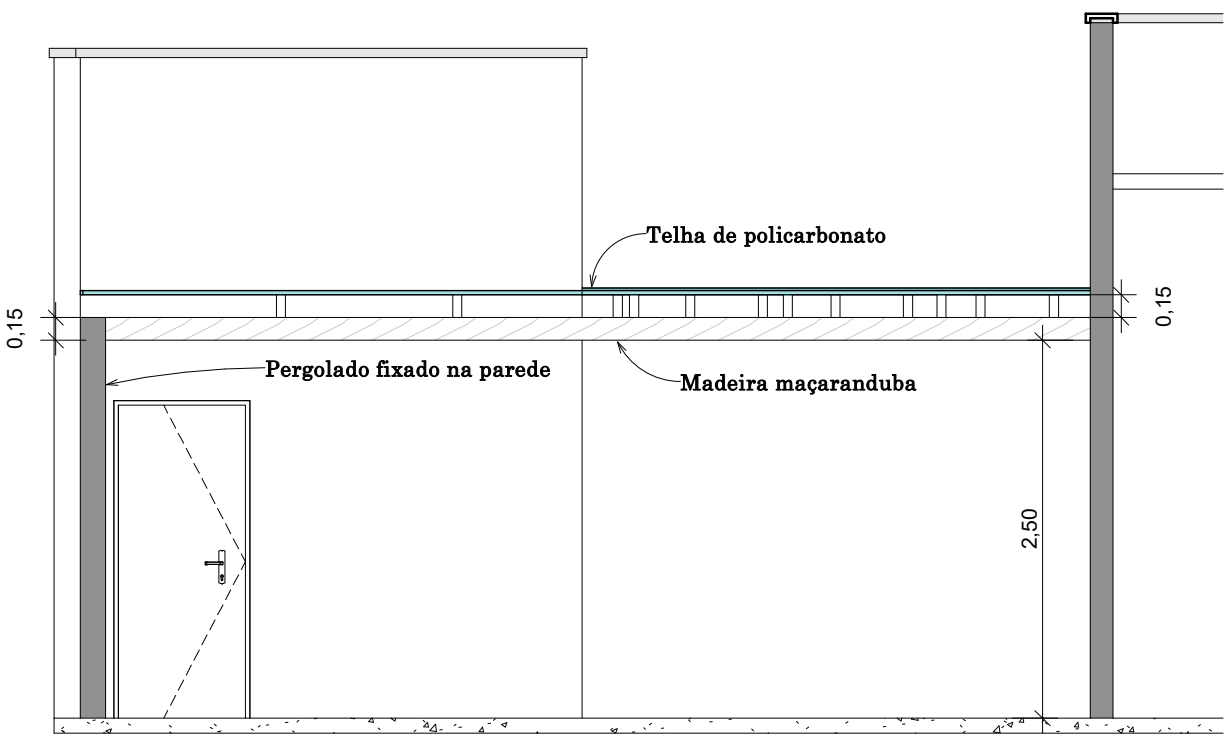 Telha de policarbonato
0,15
0,15
Pergolado fixado na parede
Madeira maçaranduba
2,50